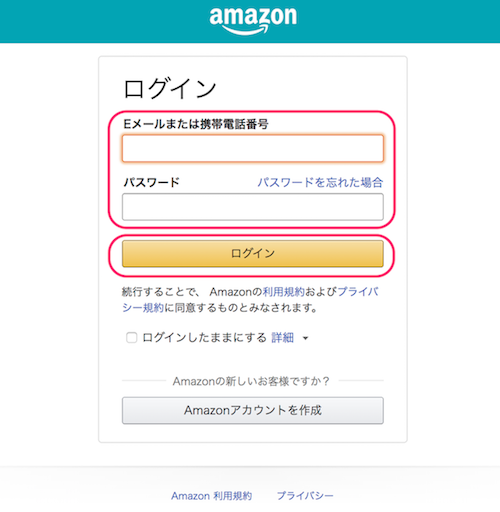 amazon
ログイン
Eメールまたは携帯電話番号
パスワード パスワードを忘れた場合
ログイン
続行することで、 Amazonの利用規約およびプライバ
シー規約に同意するものとみなされます。
ログインしたままにする 詳細
Amazonの新しいお客様ですか？
Amazonアカウントを作成
Amazon 利用規約 プライバシー